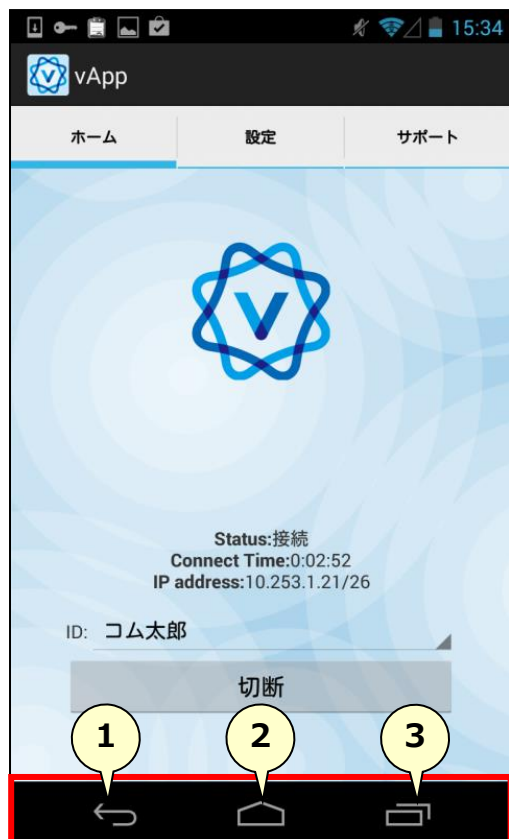 15:34
vApp
ホーム 設定 サポート
V
Status:接続
Connect Time:0:02:52
IP address:10.253.1.21/26
ID: コム太郎
切断
1 2 3